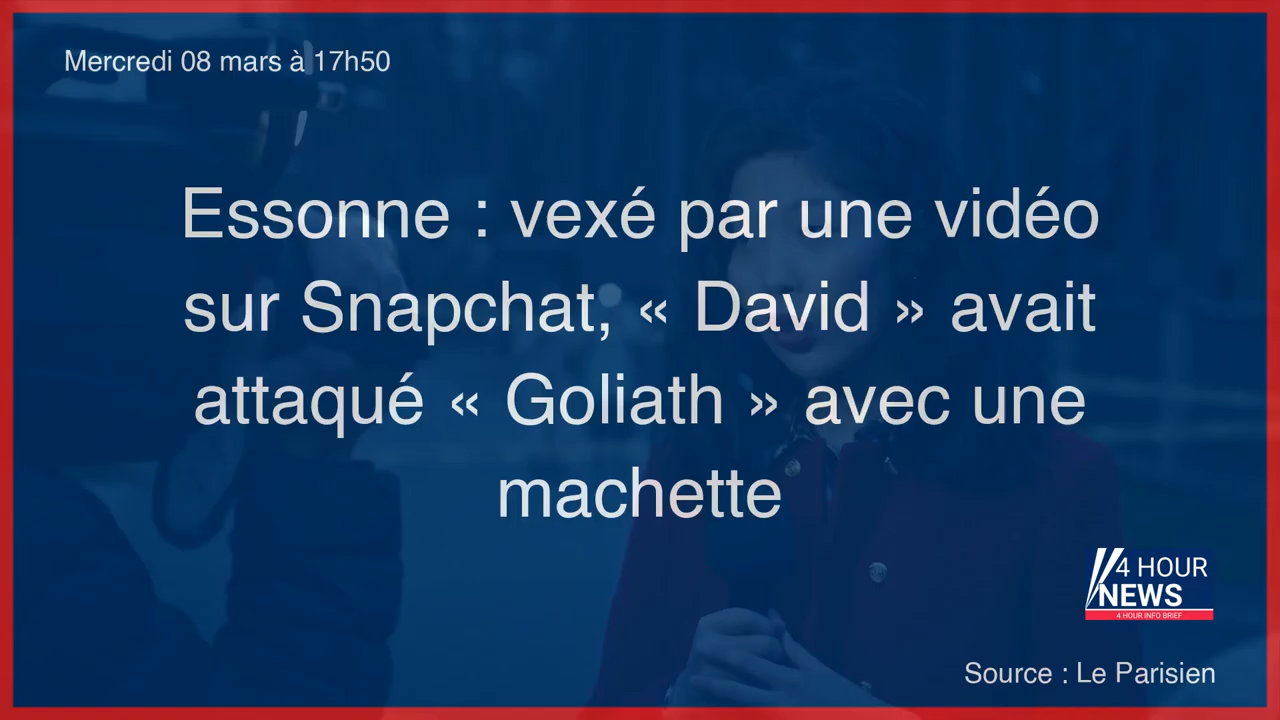 Mercredi 08 mars à 17h50
Essonne : vexé par une vidéo
sur Snapchat, « David » avait
attaqué « Goliath » avec une
machette
4 HOUR
NEWS
4 HOUR INFO BRIEF
Source : Le Parisien